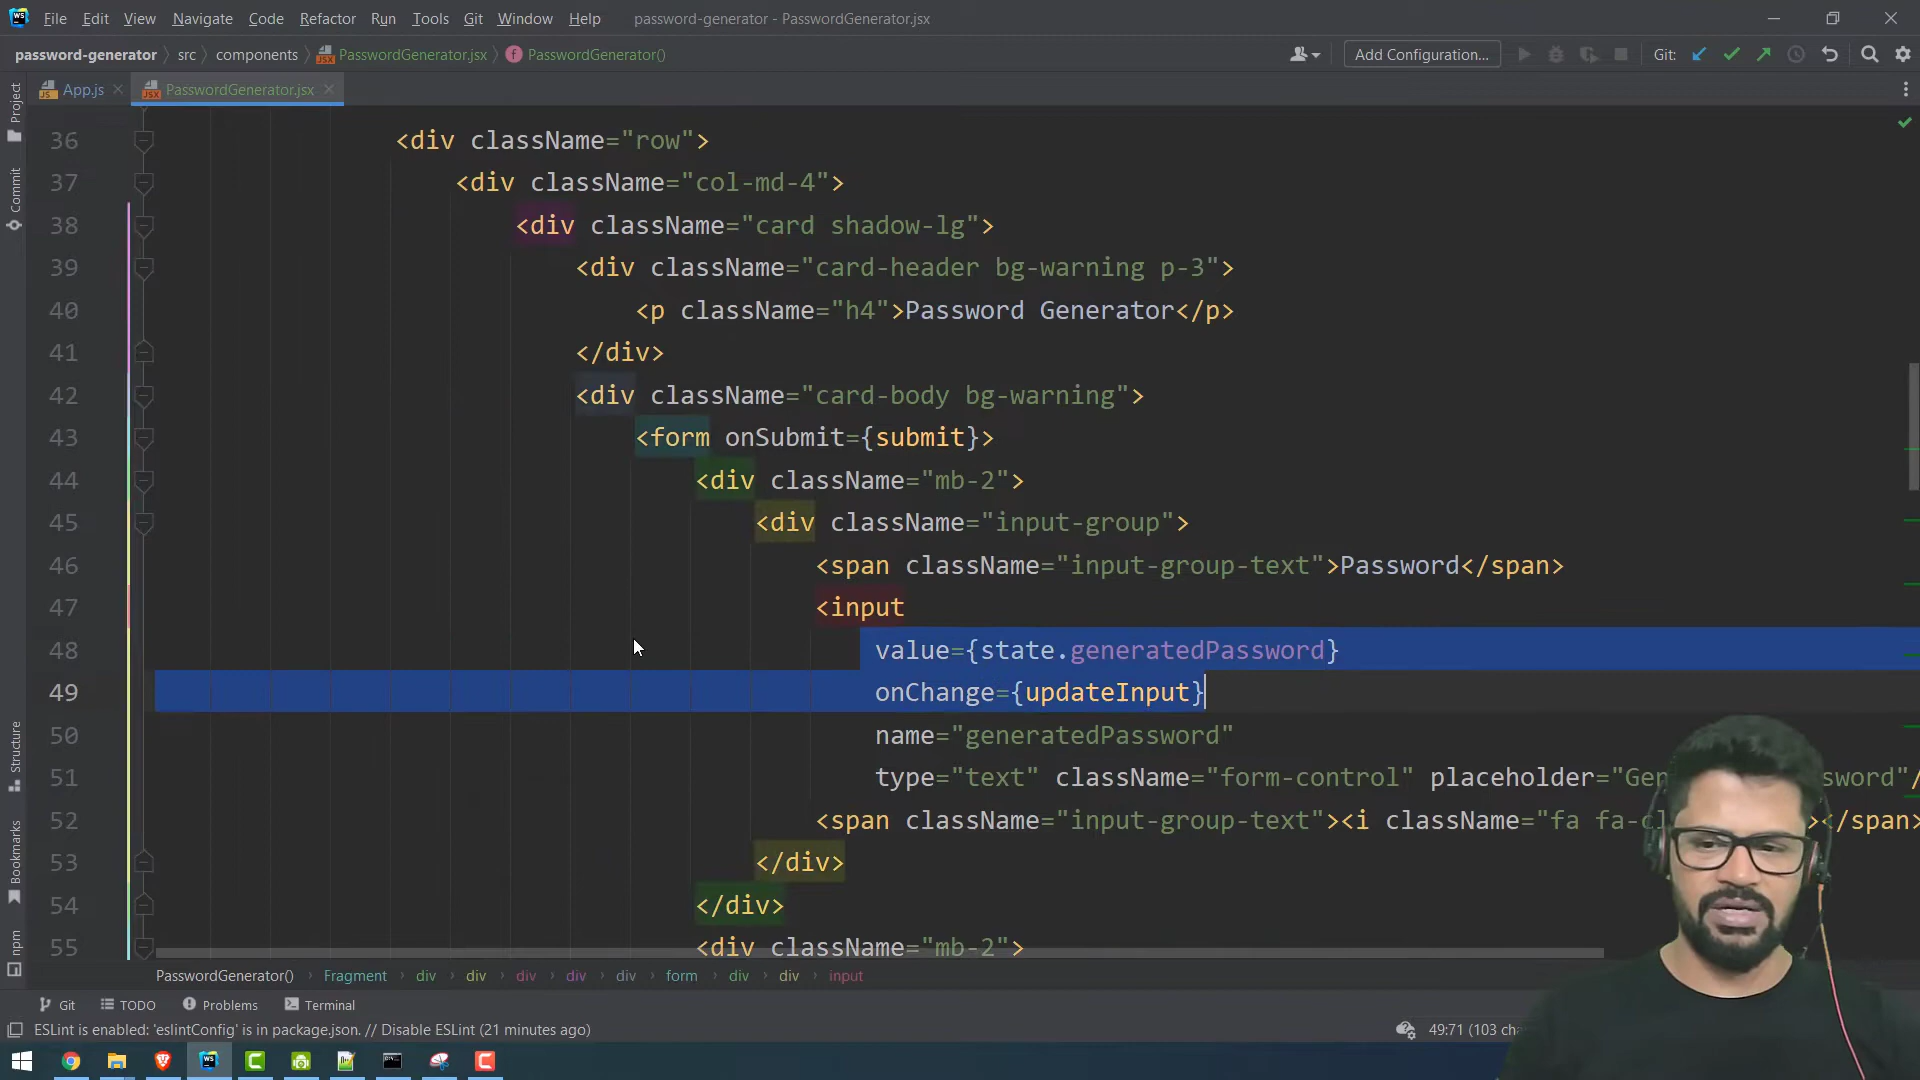 File Edit View Navigate Code Refactor Run Tools Git Window Help password-generator - PasswordGenerator.jsx
password-generator src components PasswordGenerator.jsx PasswordGenerator() Add Configuration... Git:
App.js PasswordGenerator.jsx
Project
Commit
Structure
Bookmarks
npm
36 <div className="row">
37 <div className="col-md-4">
38 <div className="card shadow-lg">
39 <div className="card-header bg-warning p-3">
40 <p className="h4">Password Generator</p>
41 </div>
42 <div className="card-body bg-warning">
43 <form onSubmit={submit}>
44 <div className="mb-2">
45 <div className="input-group">
46 <span className="input-group-text">Password</span>
47 <input
48 value={state.generatedPassword}
49 onChange={updateInput}
50 name="generatedPassword"
51 type="text" className="form-control" placeholder="
52 <span className="input-group-text"><i className="fa ></span>
53 </div>
54 </div>
55 <div className="mb-2">
PasswordGenerator() Fragment div div div div div form div div input
Git TODO Problems Terminal
ESLint is enabled: 'eslintConfig' is in package.json. // Disable ESLint (21 minutes ago) 49:71 (103